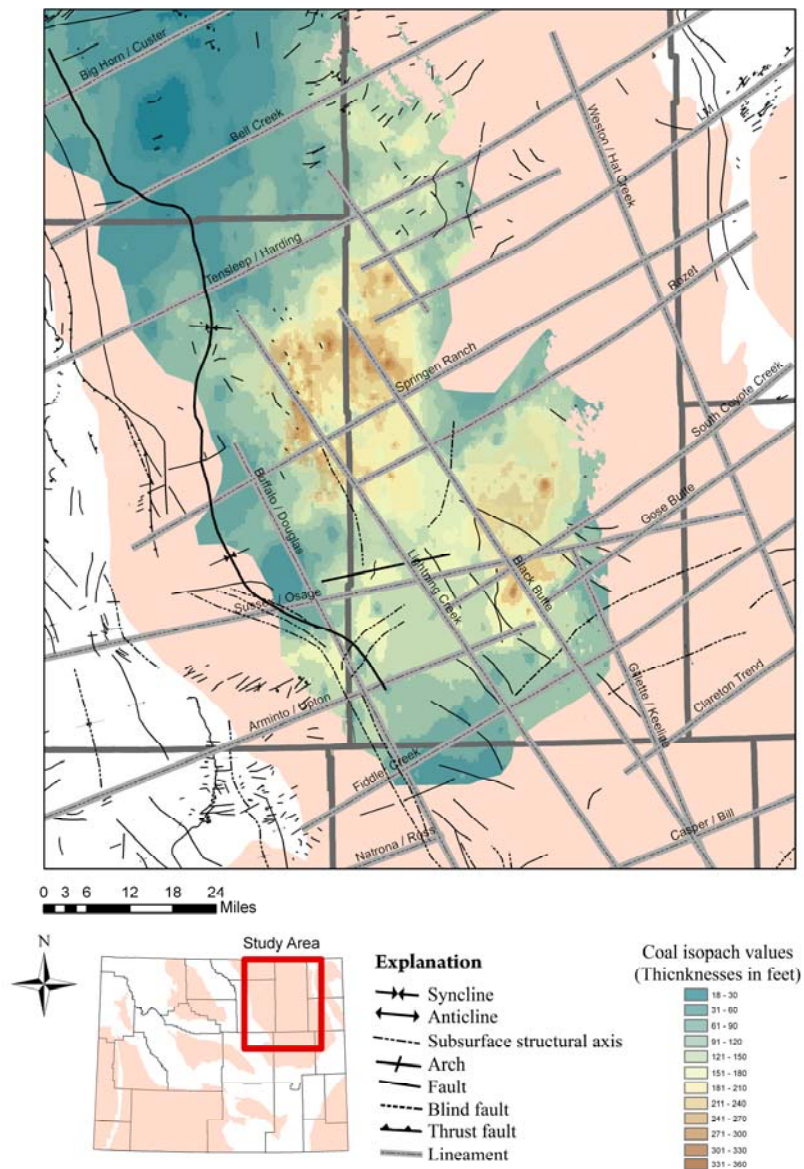 Big Horn / Custer
Bell Creek
Tensleep / Harding
Weston / Hat Creek
LM
Springen Ranch
Rozet
South Coyote Creek
Gose Butte
Buffalo / Douglas
Lightning Creek
Black Butte
Sussex / Osage
Arminto / Upton
Fiddler Creek
Gillette / Keeline
Clareton Trend
Natrona / Ross
Casper / Bill
0 3 6 12 18 24
Miles
N
Study Area
Explanation
Syncline
Anticline
Subsurface structural axis
Arch
Fault
Blind fault
Thrust fault
Lineament
Coal isopach values
(Thicnknesses in feet)
18 - 30
31 - 60
61 - 90
91 - 120
121 - 150
151 - 180
181 - 210
211 - 240
241 - 270
271 - 300
301 - 330
331 - 360